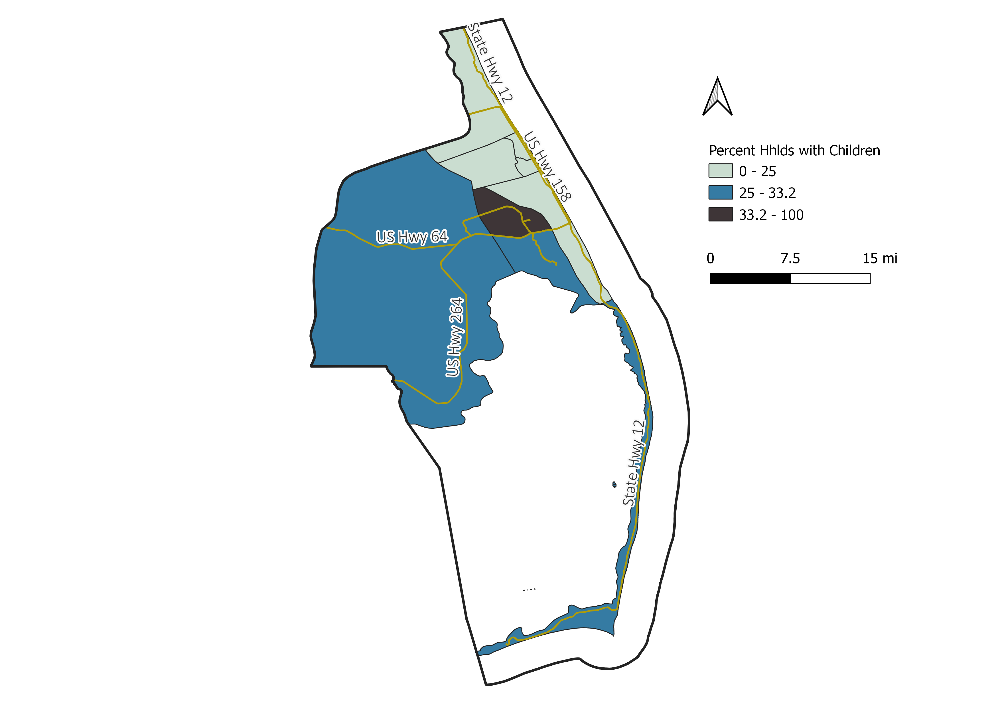 State Hwy 12
US Hwy 158
Percent Hhlds with Children
0 - 25
25 - 33.2
33.2 - 100
US Hwy 64
0 7.5 15 mi
US Hwy 264
State Hwy 12